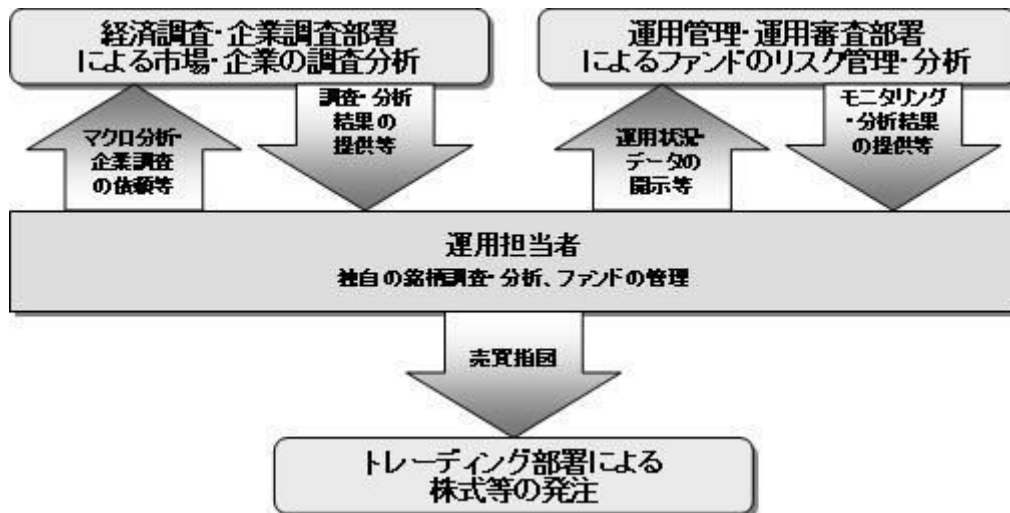 経済調査・企業調査部署
による市場・企業の調査分析
運用管理・運用審査部署
によるファンドのリスク管理・分析
マクロ分析・
企業調査
の依頼等
調査・分析
結果の
提供等
運用状況・
データの
開示等
モニタリング
・分析結果
の提供等
運用担当者
独自の銘柄調査・分析、ファンドの管理
売買指図
トレーディング部署による
株式等の発注